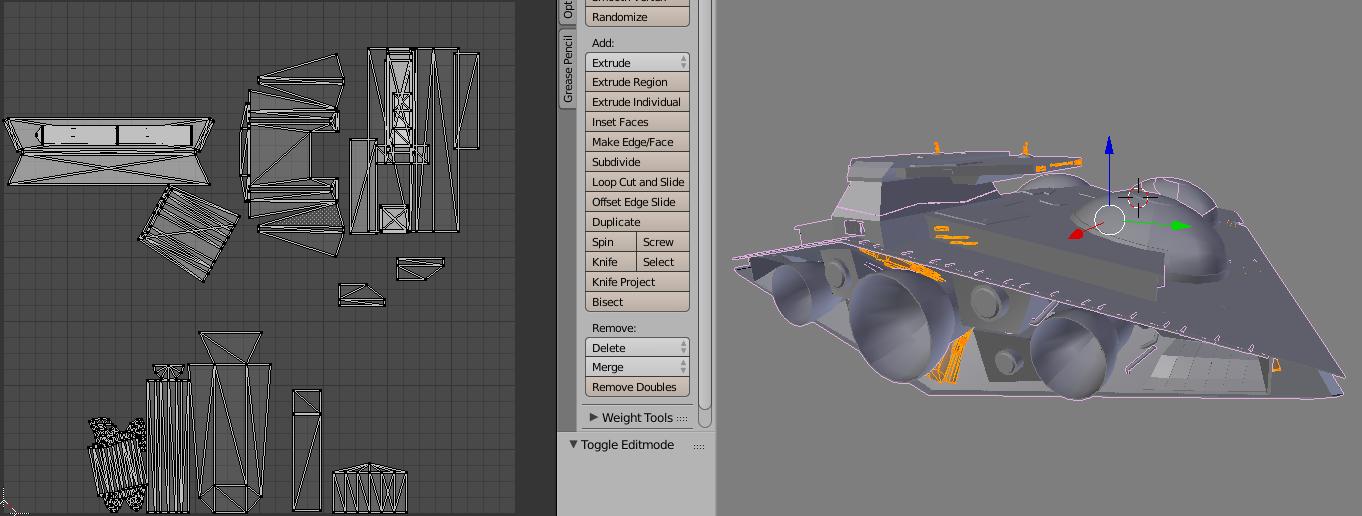 Opt
Smooth Vertex
Randomize
Grease Pencil
Add:
Extrude
Extrude Region
Extrude Individual
Inset Faces
Make Edge/Face
Subdivide
Loop Cut and Slide
Offset Edge Slide
Duplicate
Spin Screw
Knife Select
Knife Project
Bisect
Remove:
Delete
Merge
Remove Doubles
Weight Tools
Toggle Editmode